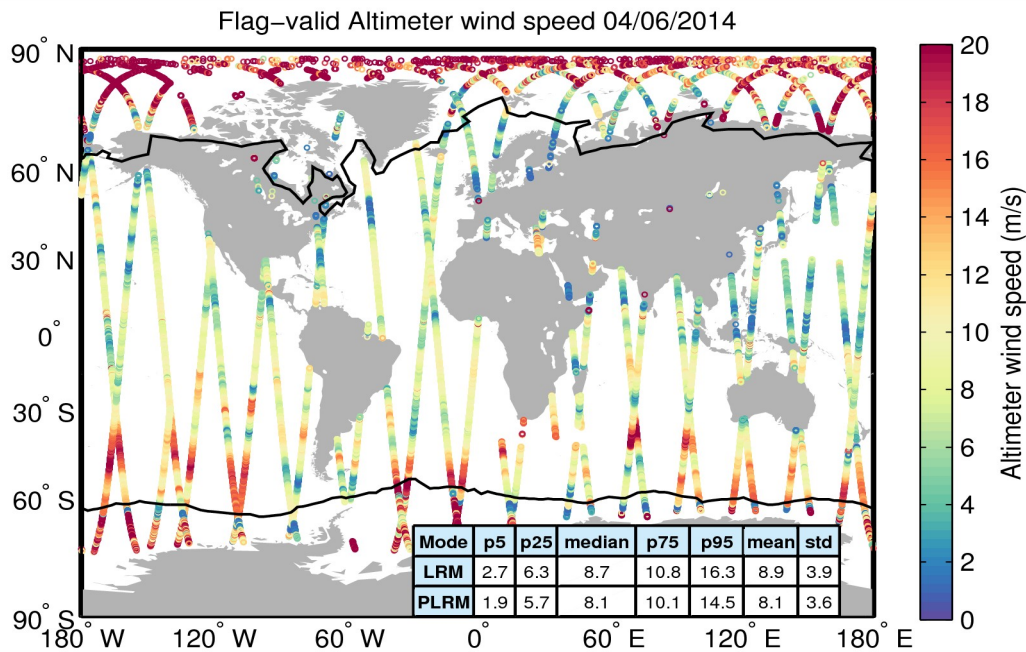 Flag−valid Altimeter wind speed 04/06/2014
90° N
60° N
30° N
0°
30° S
60° S
90° S
180° W
120° W
60° W
0°
60° E
120° E
180° E
Mode p5 p25 median p75 p95 mean std
LRM 2.7 6.3 8.7 10.8 16.3 8.9 3.9
PLRM 1.9 5.7 8.1 10.1 14.5 8.1 3.6
20
18
16
14
12
10
8
6
4
2
0
Altimeter wind speed (m/s)